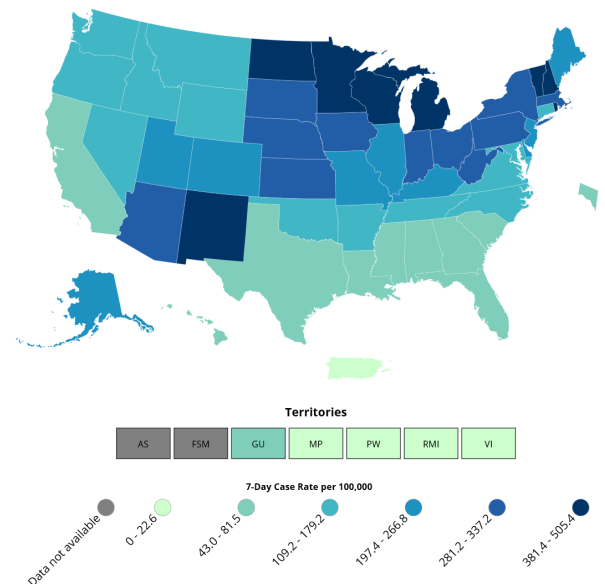 Territories
AS FSM GU MP PW RMI VI
7-Day Case Rate per 100,000
Data not available 0 - 22.6 43.0 - 81.5 109.2 - 179.2 197.4 - 266.8 281.2 - 337.2 381.4 - 505.4